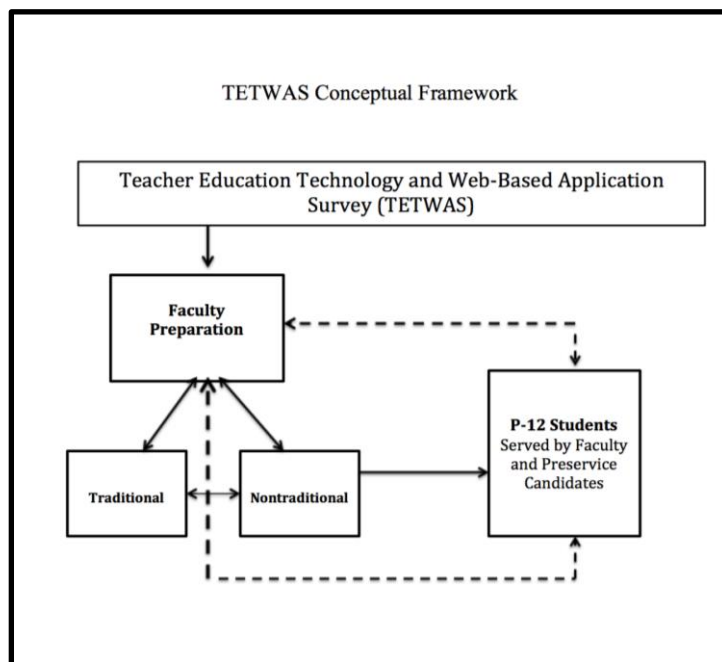 TETWAS Conceptual Framework
Teacher Education Technology and Web-Based Application
Survey (TETWAS)
Faculty
Preparation
P-12 Students
Served by Faculty
and Preservice
Candidates
Traditional
Nontraditional